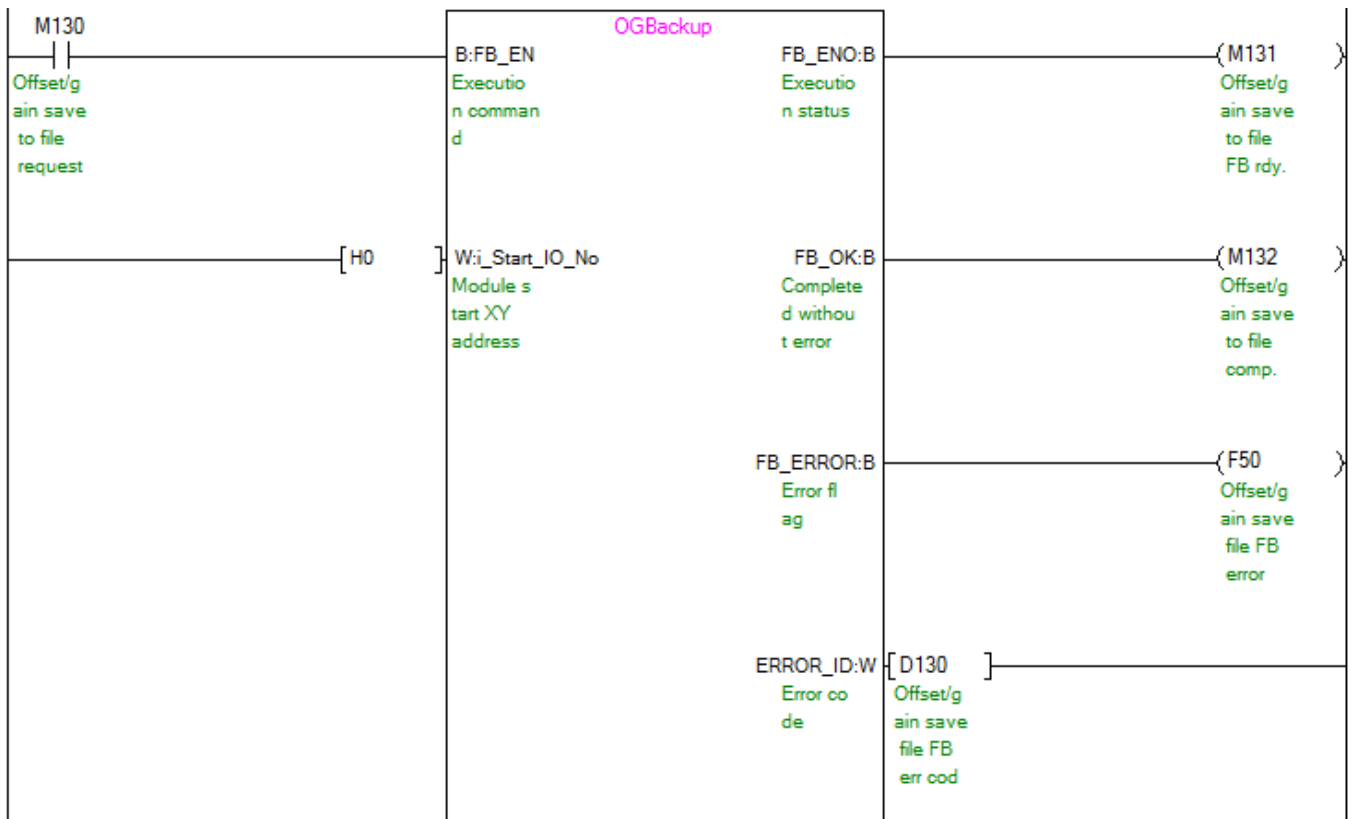 M130
OGBackup
B:FB_EN
FB_ENO:B
(M131 )
Offset/g
ain save
to file
request
Executio
n comman
d
Executio
n status
Offset/g
ain save
to file
FB rdy.
[H0 ]
W:i_Start_IO_No
FB_OK:B
(M132 )
Module s
tart XY
address
Complete
d withou
t error
Offset/g
ain save
to file
comp.
FB_ERROR:B
(F50 )
Error fl
ag
Offset/g
ain save
file FB
error
ERROR_ID:W
[D130 ]
Error co
de
Offset/g
ain save
file FB
err cod